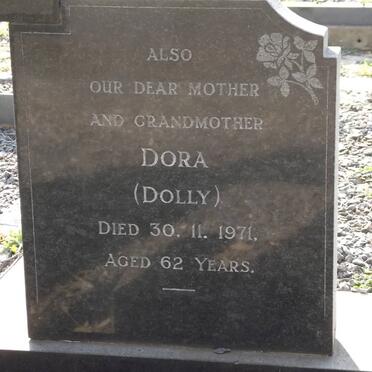 ALSO
OUR DEAR MOTHER
AND GRANDMOTHER
DORA
(DOLLY)
DIED 30. 11. 1971,
AGED 62 YEARS.